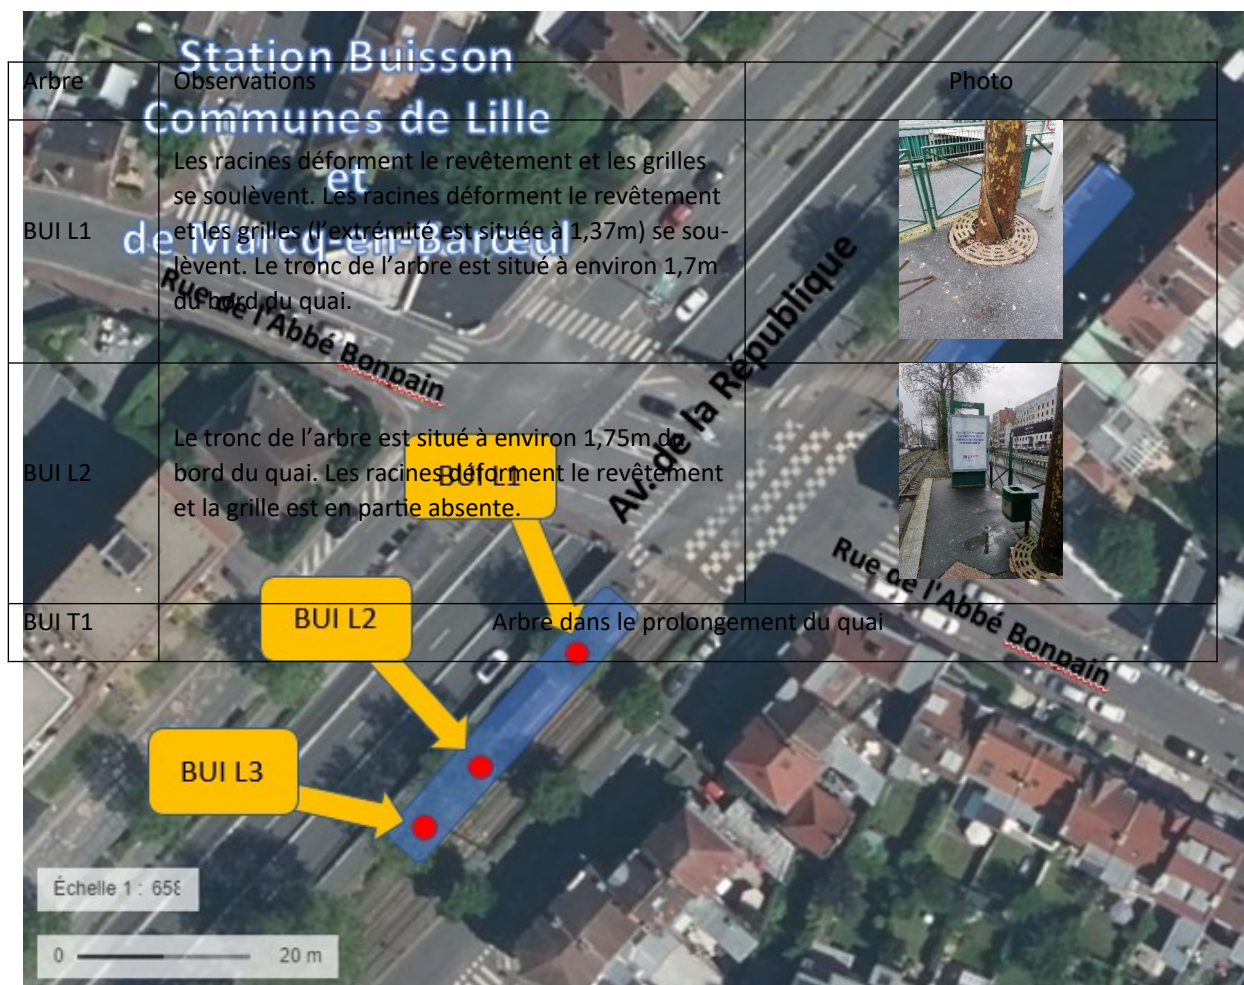 Station Buisson
Communes de Lille
et
de Marcq-en-Barœul
Arbre
Observations
Photo
BUI L1
Les racines déforment le revêtement et les grilles
se soulèvent. Les racines déforment le revêtement
et les grilles (l’extrémité est située à 1,37m) se sou-
lèvent. Le tronc de l’arbre est situé à environ 1,7m
du bord du quai.
BUI L2
Le tronc de l’arbre est situé à environ 1,75m du
bord du quai. Les racines déforment le revêtement
et la grille est en partie absente.
BUI T1
Arbre dans le prolongement du quai
Rue de l'Abbé Bonpain
Av. de la République
Rue de l'Abbé Bonpain
BUI L1
BUI L2
BUI L3
Échelle 1 : 658
0 20 m